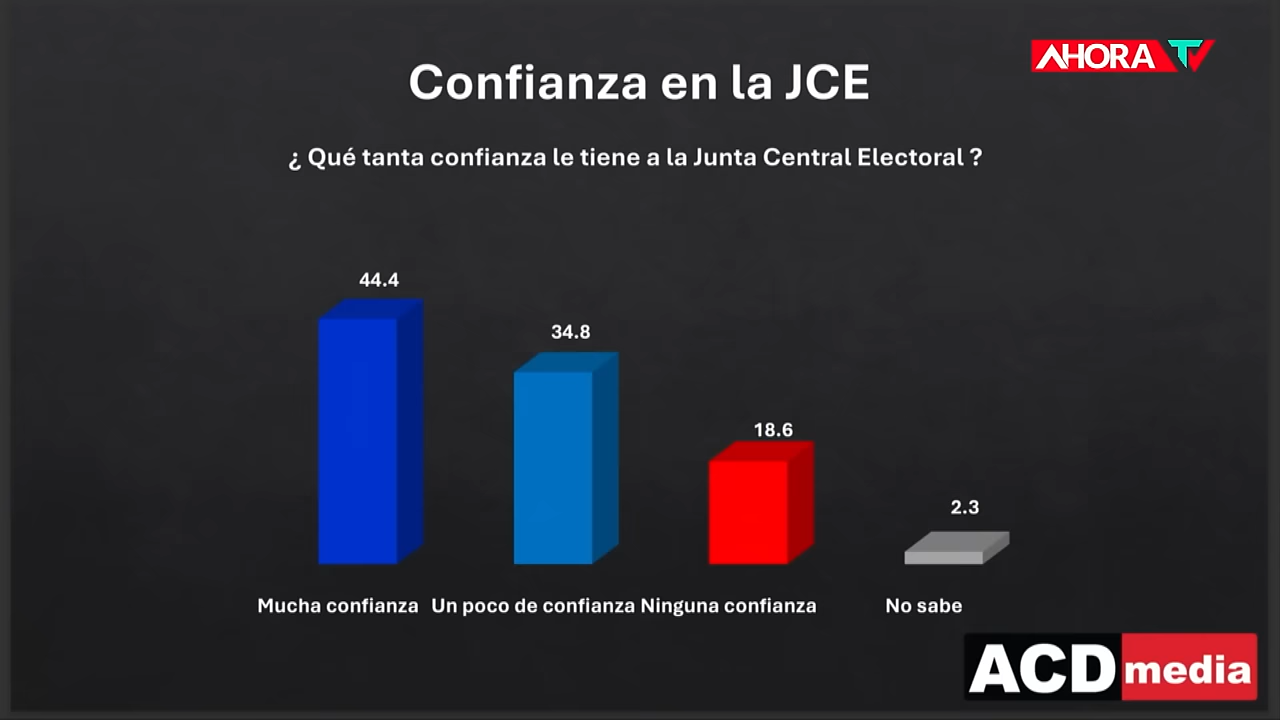 AHORA TV
Confianza en la JCE
¿ Qué tanta confianza le tiene a la Junta Central Electoral ?
44.4
34.8
18.6
2.3
Mucha confianza Un poco de confianza Ninguna confianza No sabe
ACD media